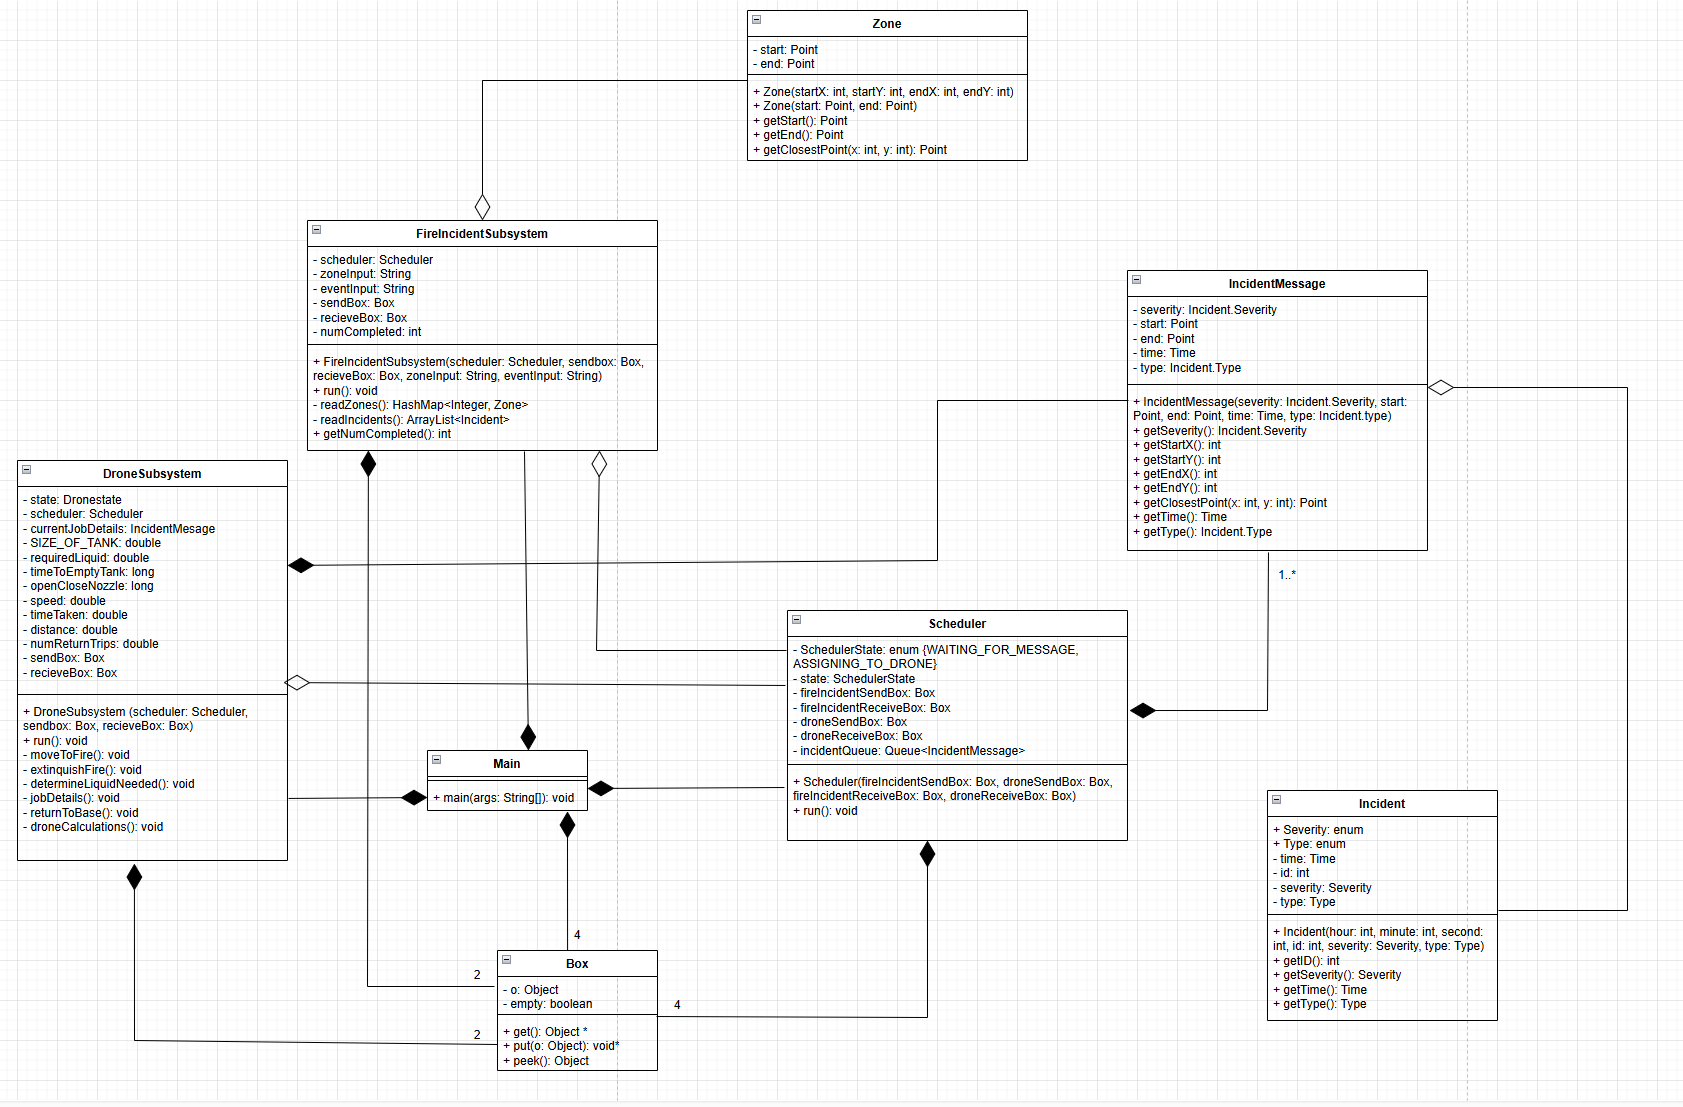 Zone
- start: Point
- end: Point
+ Zone(startX: int, startY: int, endX: int, endY: int)
+ Zone(start: Point, end: Point)
+ getStart(): Point
+ getEnd(): Point
+ getClosestPoint(x: int, y: int): Point
FireIncidentSubsystem
- scheduler: Scheduler
- zoneInput: String
- eventInput: String
- sendBox: Box
- recieveBox: Box
- numCompleted: int
+ FireIncidentSubsystem(scheduler: Scheduler, sendbox: Box,
recieveBox: Box, zoneInput: String, eventInput: String)
+ run(): void
- readZones(): HashMap<Integer, Zone>
- readIncidents(): ArrayList<Incident>
+ getNumCompleted(): int
IncidentMessage
- severity: Incident.Severity
- start: Point
- end: Point
- time: Time
- type: Incident.Type
+ IncidentMessage(severity: Incident.Severity, start:
Point, end: Point, time: Time, type: Incident.type)
+ getSeverity(): Incident.Severity
+ getStartX(): int
+ getStartY(): int
+ getEndX(): int
+ getEndY(): int
+ getClosestPoint(x: int, y: int): Point
+ getTime(): Time
+ getType(): Incident.Type
1..*
DroneSubsystem
- state: Dronestate
- scheduler: Scheduler
- currentJobDetails: IncidentMesage
- SIZE_OF_TANK: double
- requiredLiquid: double
- timeToEmptyTank: long
- openCloseNozzle: long
- speed: double
- timeTaken: double
- distance: double
- numReturnTrips: double
- sendBox: Box
- recieveBox: Box
+ DroneSubsystem (scheduler: Scheduler,
sendbox: Box, recieveBox: Box)
+ run(): void
- moveToFire(): void
- extinquishFire(): void
- determineLiquidNeeded(): void
- jobDetails(): void
- returnToBase(): void
- droneCalculations(): void
Scheduler
- SchedulerState: enum {WAITING_FOR_MESSAGE,
ASSIGNING_TO_DRONE}
- state: SchedulerState
- fireIncidentSendBox: Box
- fireIncidentReceiveBox: Box
- droneSendBox: Box
- droneReceiveBox: Box
- incidentQueue: Queue<IncidentMessage>
+ Scheduler(fireIncidentSendBox: Box, droneSendBox: Box,
fireIncidentReceiveBox: Box, droneReceiveBox: Box)
+ run(): void
Main
+ main(args: String[]): void
Incident
+ Severity: enum
+ Type: enum
- time: Time
- id: int
- severity: Severity
- type: Type
+ Incident(hour: int, minute: int, second:
int, id: int, severity: Severity, type: Type)
+ getID(): int
+ getSeverity(): Severity
+ getTime(): Time
+ getType(): Type
4
2
4
2
Box
- o: Object
- empty: boolean
+ get(): Object *
+ put(o: Object): void*
+ peek(): Object